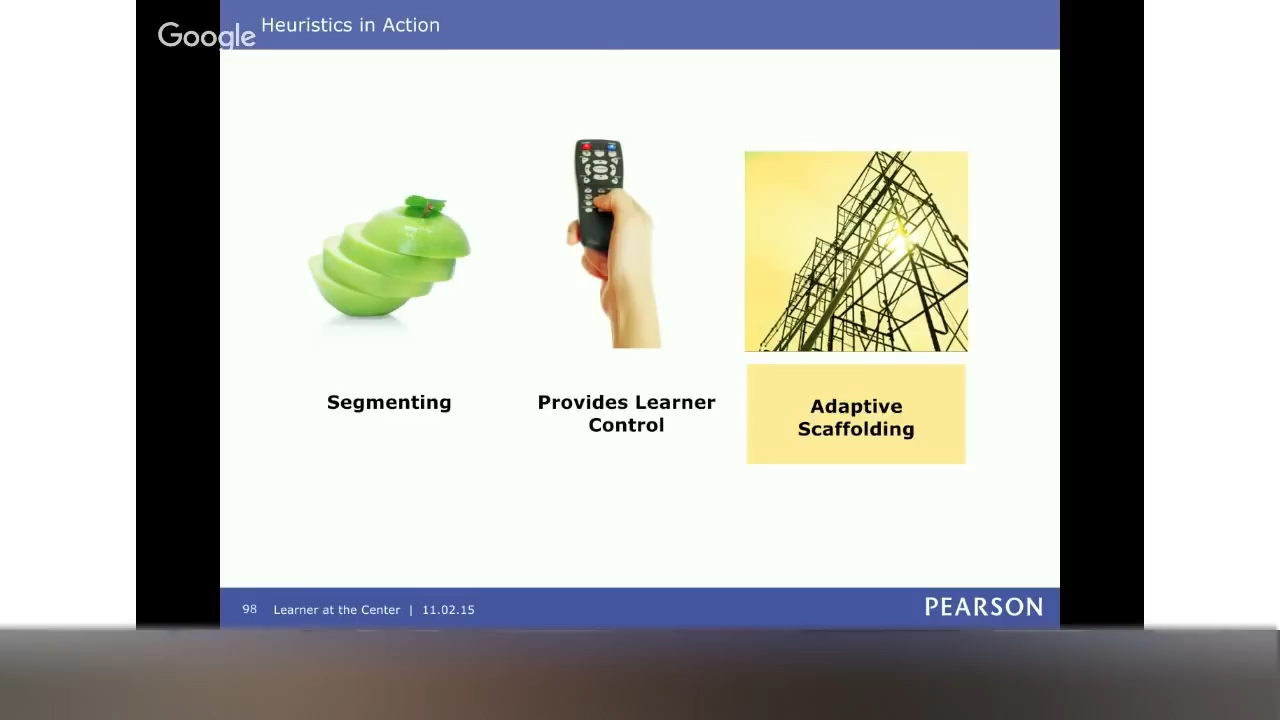 Google
Heuristics in Action
Segmenting
Provides Learner
Control
Adaptive
Scaffolding
98 Learner at the Center | 11.02.15
PEARSON